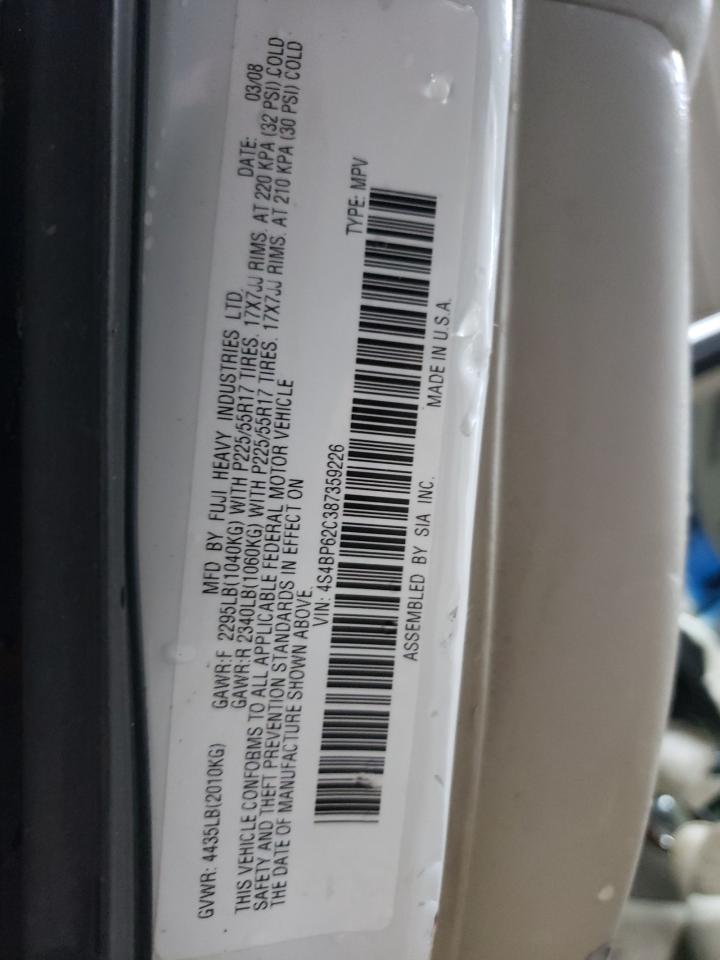 MFD BY FUJI HEAVY INDUSTRIES LTD. DATE: 03/08
GVWR: 4435LB(2010KG) GAWR:F 2295LB(1040KG) WITH P225/55R17 TIRES. 17X7JJ RIMS. AT 220 KPA (32 PSI) COLD
GAWR:R 2340LB(1060KG) WITH P225/55R17 TIRES. 17X7JJ RIMS. AT 210 KPA (30 PSI) COLD
THIS VEHICLE CONFORMS TO ALL APPLICABLE FEDERAL MOTOR VEHICLE
SAFETY AND THEFT PREVENTION STANDARDS IN EFFECT ON
THE DATE OF MANUFACTURE SHOWN ABOVE.
VIN: 4S4BP62C387359226 TYPE: MPV
ASSEMBLED BY SIA INC. MADE IN U.S.A.